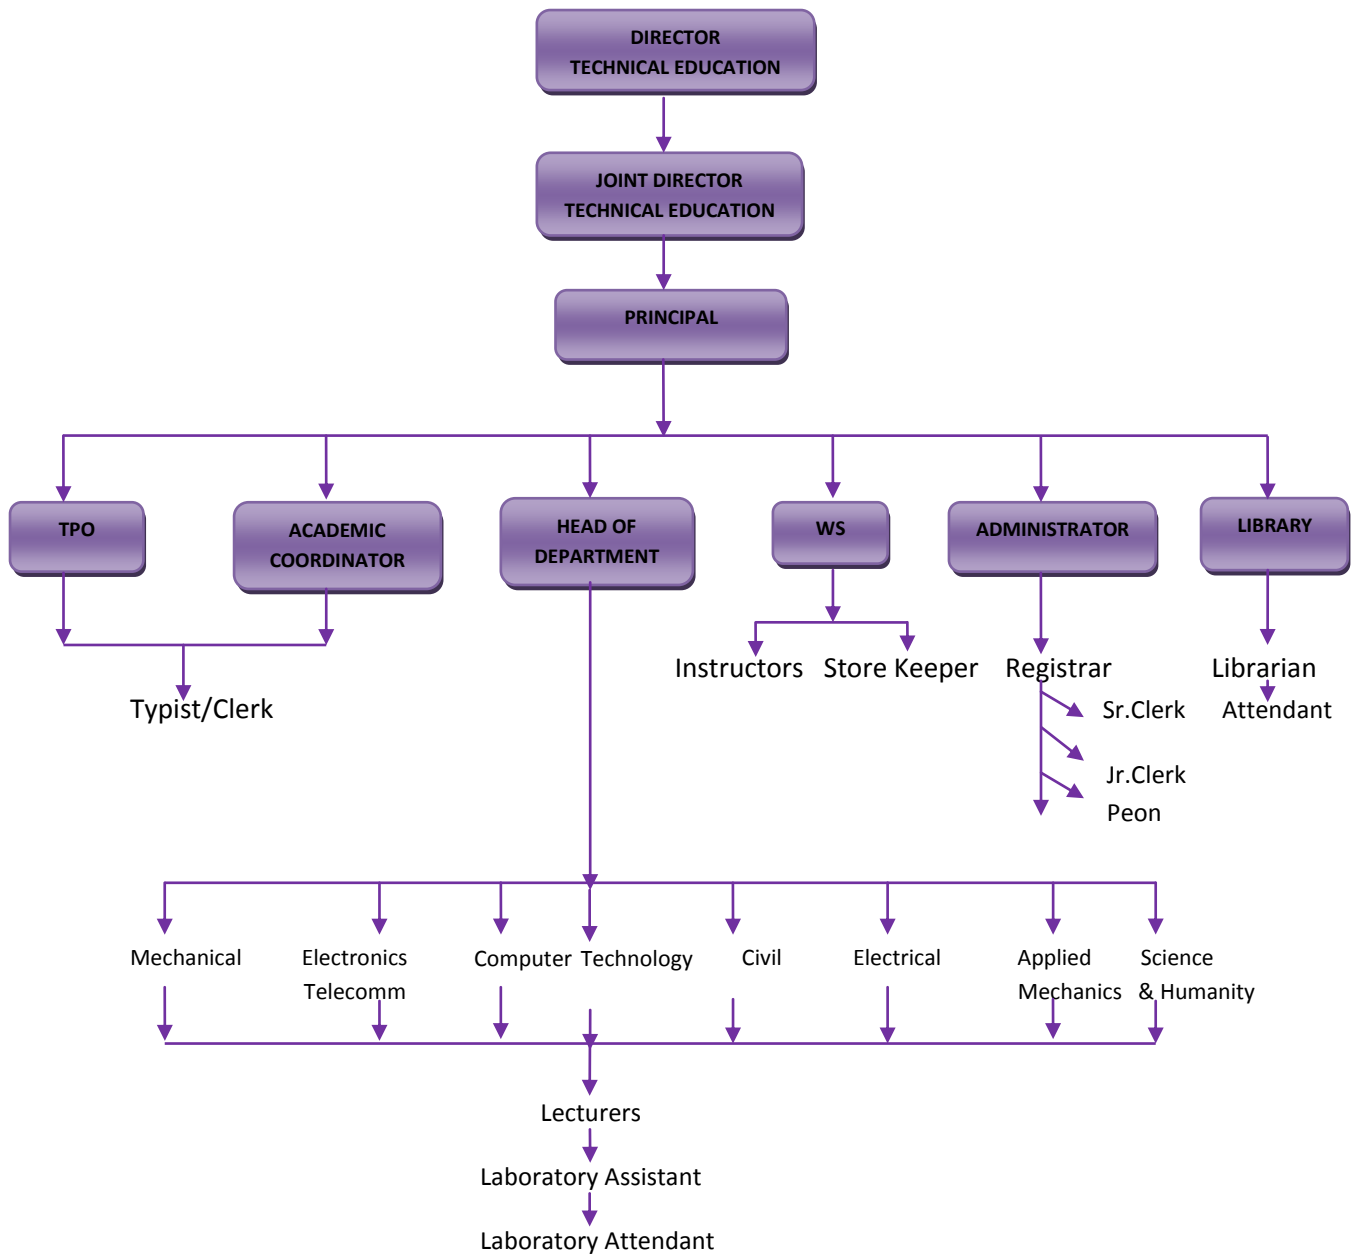 DIRECTOR
TECHNICAL EDUCATION
JOINT DIRECTOR
TECHNICAL EDUCATION
PRINCIPAL
TPO
ACADEMIC
COORDINATOR
HEAD OF
DEPARTMENT
WS
ADMINISTRATOR
LIBRARY
Typist/Clerk
Instructors
Store Keeper
Registrar
Sr.Clerk
Jr.Clerk
Peon
Librarian
Attendant
Mechanical
Electronics
Telecomm
Computer Technology
Civil
Electrical
Applied
Mechanics
Science
& Humanity
Lecturers
Laboratory Assistant
Laboratory Attendant